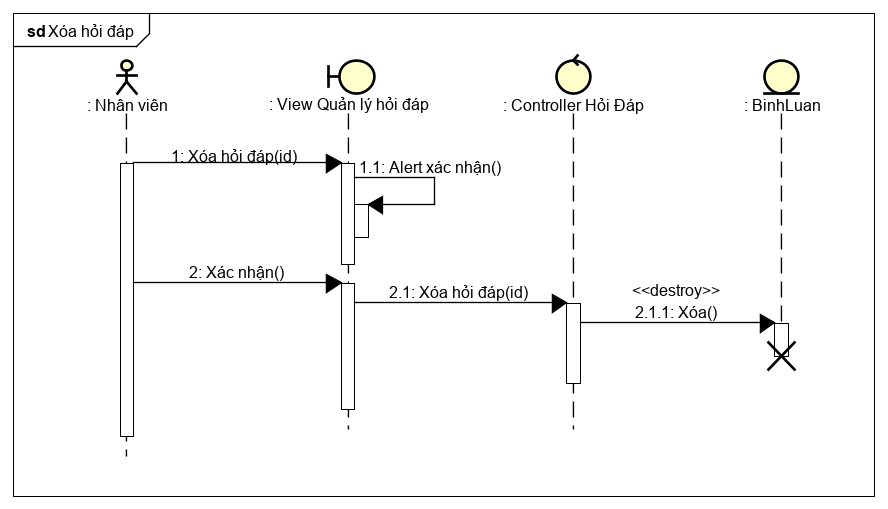 sd Xóa hỏi đáp
: Nhân viên
: View Quản lý hỏi đáp
: Controller Hỏi Đáp
: BinhLuan
1: Xóa hỏi đáp(id)
1.1: Alert xác nhận()
2: Xác nhận()
2.1: Xóa hỏi đáp(id)
<<destroy>>
2.1.1: Xóa()